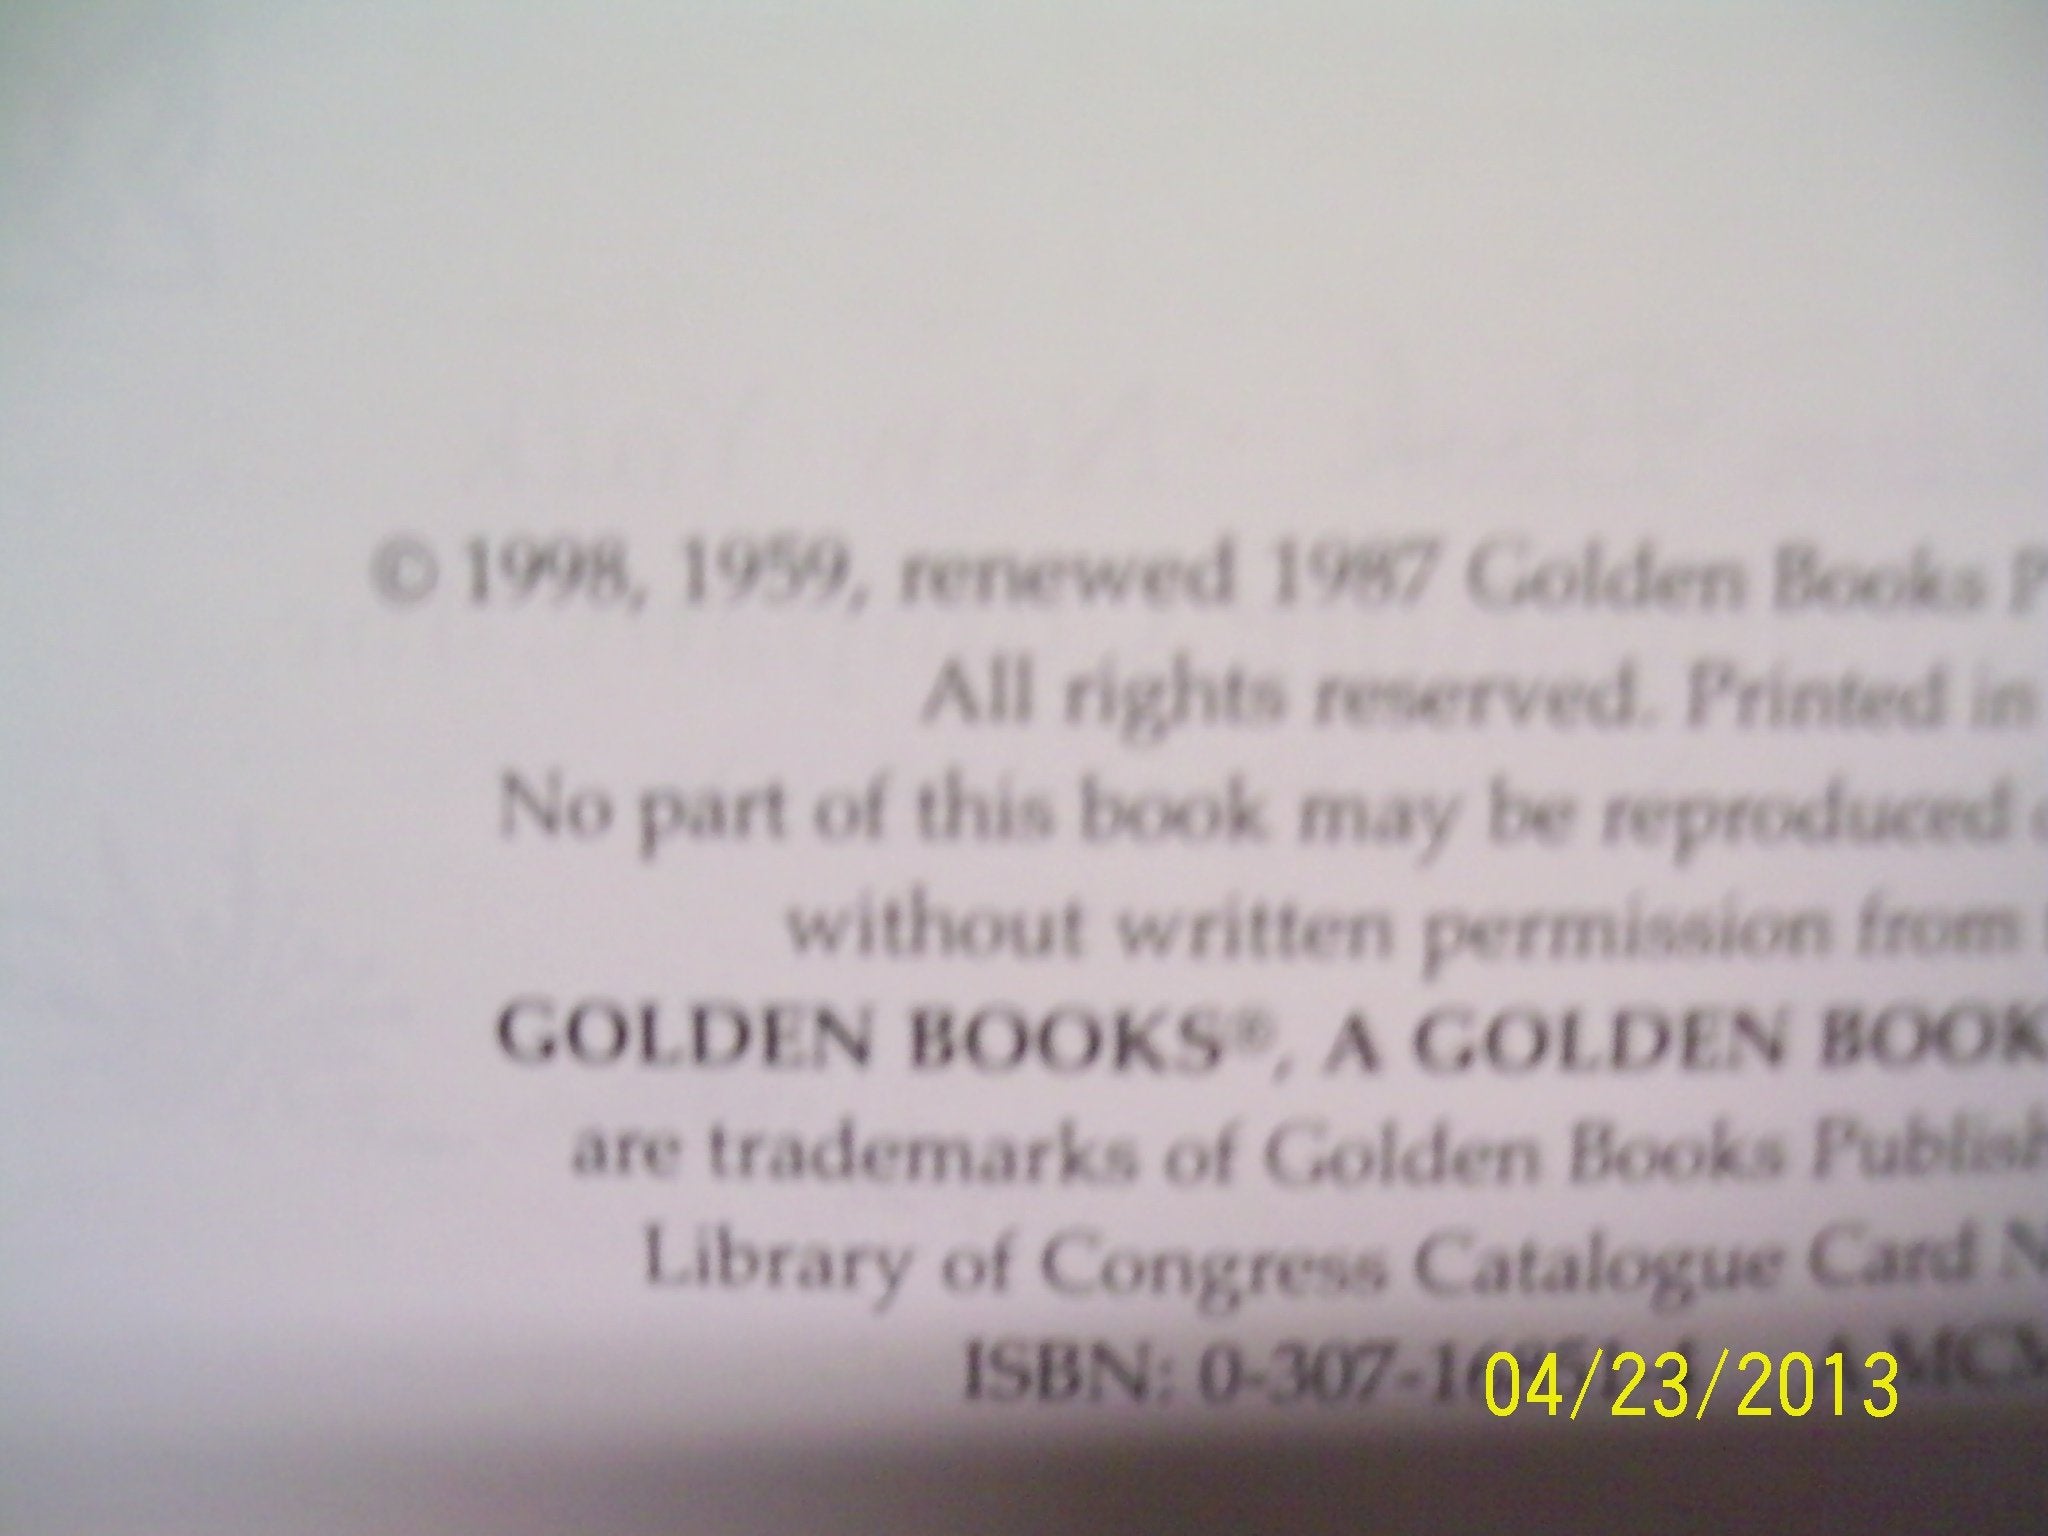 © 1998, 1959, renewed 1987 Golden Books P
All rights reserved. Printed in
No part of this book may be reproduced
without written permission from
GOLDEN BOOKS®, A GOLDEN BOOK
are trademarks of Golden Books Publish
Library of Congress Catalogue Card N
ISBN: 0-307-
04/23/2013